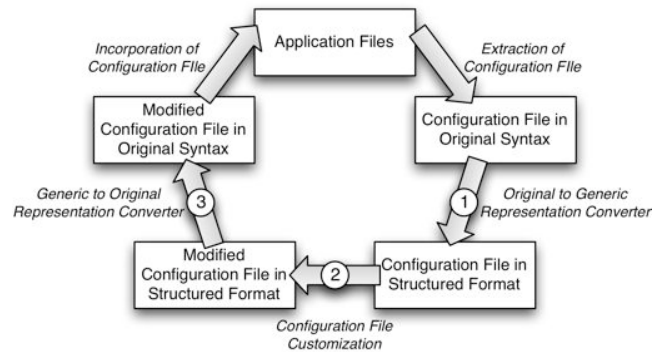 Application Files
Incorporation of
Configuration FIle
Extraction of
Configuration FIle
Modified
Configuration File in
Original Syntax
Configuration File in
Original Syntax
Generic to Original
Representation Converter
3
1
Original to Generic
Representation Converter
Modified
Configuration File in
Structured Format
2
Configuration File in
Structured Format
Configuration File
Customization